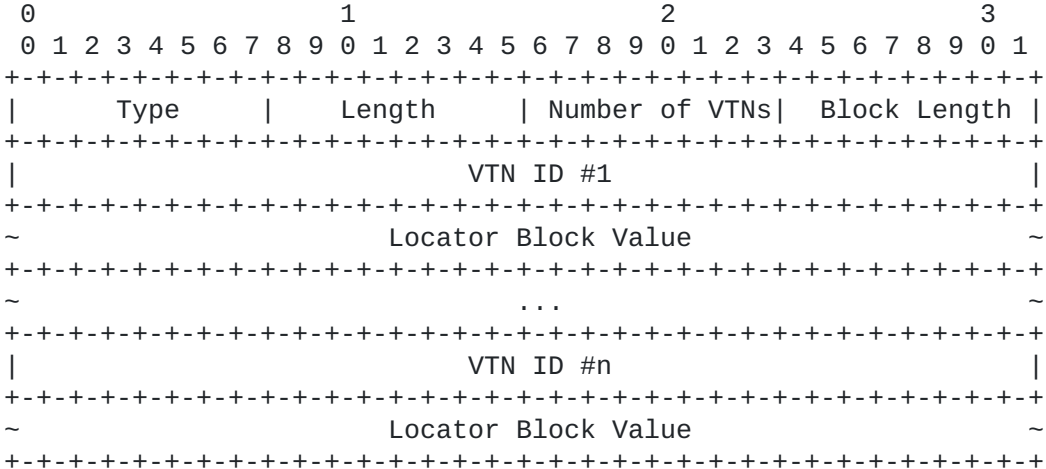 0                   1                   2                   3
 0 1 2 3 4 5 6 7 8 9 0 1 2 3 4 5 6 7 8 9 0 1 2 3 4 5 6 7 8 9 0 1
+-+-+-+-+-+-+-+-+-+-+-+-+-+-+-+-+-+-+-+-+-+-+-+-+-+-+-+-+-+-+-+-+
|      Type     |    Length     | Number of VTNs|  Block Length |
+-+-+-+-+-+-+-+-+-+-+-+-+-+-+-+-+-+-+-+-+-+-+-+-+-+-+-+-+-+-+-+-+
|                            VTN ID #1                          |
+-+-+-+-+-+-+-+-+-+-+-+-+-+-+-+-+-+-+-+-+-+-+-+-+-+-+-+-+-+-+-+-+
~                       Locator Block Value                     ~
+-+-+-+-+-+-+-+-+-+-+-+-+-+-+-+-+-+-+-+-+-+-+-+-+-+-+-+-+-+-+-+-+
~                               ...                             ~
+-+-+-+-+-+-+-+-+-+-+-+-+-+-+-+-+-+-+-+-+-+-+-+-+-+-+-+-+-+-+-+-+
|                            VTN ID #n                          |
+-+-+-+-+-+-+-+-+-+-+-+-+-+-+-+-+-+-+-+-+-+-+-+-+-+-+-+-+-+-+-+-+
~                       Locator Block Value                     ~
+-+-+-+-+-+-+-+-+-+-+-+-+-+-+-+-+-+-+-+-+-+-+-+-+-+-+-+-+-+-+-+-+